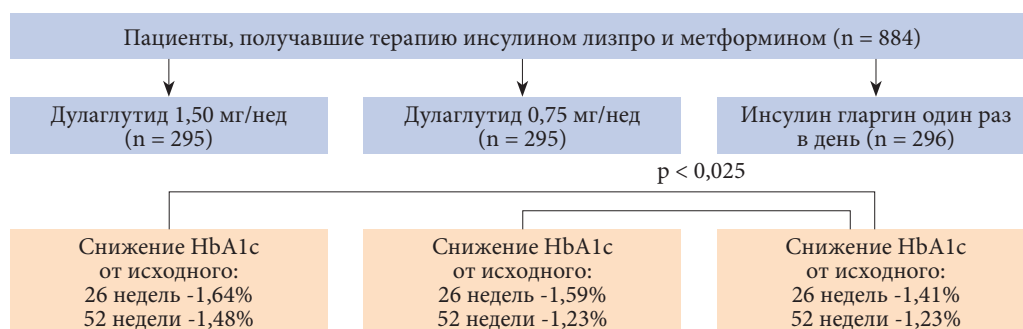 Пациенты, получавшие терапию инсулином лизпро и метформином (n = 884)
Дулаглутид 1,50 мг/нед
(n = 295)
Дулаглутид 0,75 мг/нед
(n = 295)
Инсулин гларгин один раз
в день (n = 296)
p < 0,025
Снижение HbA1c
от исходного:
26 недель -1,64%
52 недели -1,48%
Снижение HbA1c
от исходного:
26 недель -1,59%
52 недели -1,23%
Снижение HbA1c
от исходного:
26 недель -1,41%
52 недели -1,23%